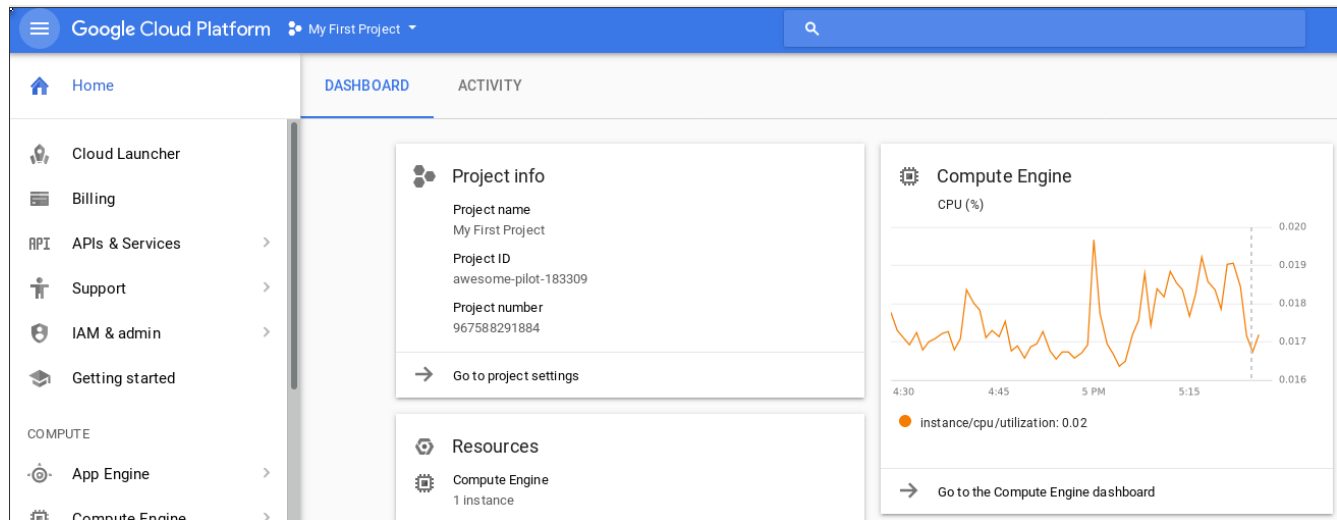 Google Cloud Platform
My First Project
Home
Cloud Launcher
Billing
API
APIs & Services
Support
IAM & admin
Getting started
COMPUTE
App Engine
Compute Engine
DASHBOARD
ACTIVITY
Project info
Project name
My First Project
Project ID
awesome-pilot-183309
Project number
967588291884
Go to project settings
Resources
Compute Engine
1 instance
Compute Engine
CPU (%)
0.020
0.019
0.018
0.017
0.016
4:30 4:45 5 PM 5:15
instance/cpu/utilization: 0.02
Go to the Compute Engine dashboard